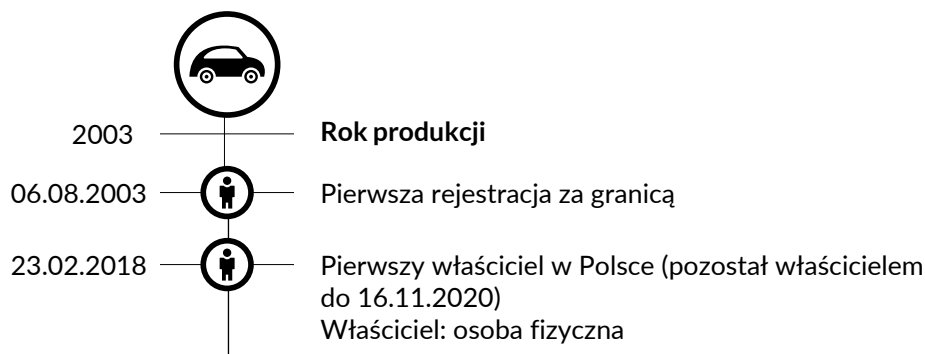 2003 Rok produkcji
06.08.2003 Pierwsza rejestracja za granicą
23.02.2018 Pierwszy właściciel w Polsce (pozostał właścicielem
do 16.11.2020)
Właściciel: osoba fizyczna